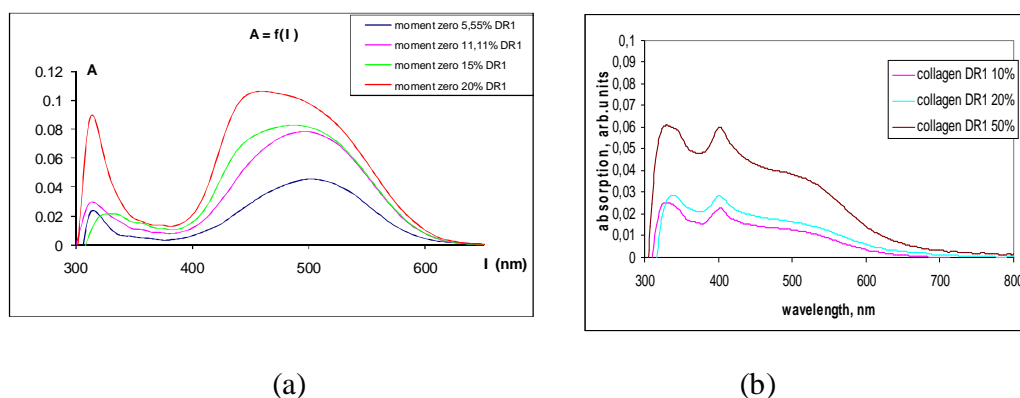 A = f(l)
A
moment zero 5,55% DR1
moment zero 11,11% DR1
moment zero 15% DR1
moment zero 20% DR1
0.12
0.1
0.08
0.06
0.04
0.02
0
300
400
500
600
l (nm)
0,1
0,09
0,08
0,07
0,06
0,05
0,04
0,03
0,02
0,01
0
absorption, arb.units
collagen DR1 10%
collagen DR1 20%
collagen DR1 50%
300
400
500
600
700
800
wavelength, nm
(a)
(b)